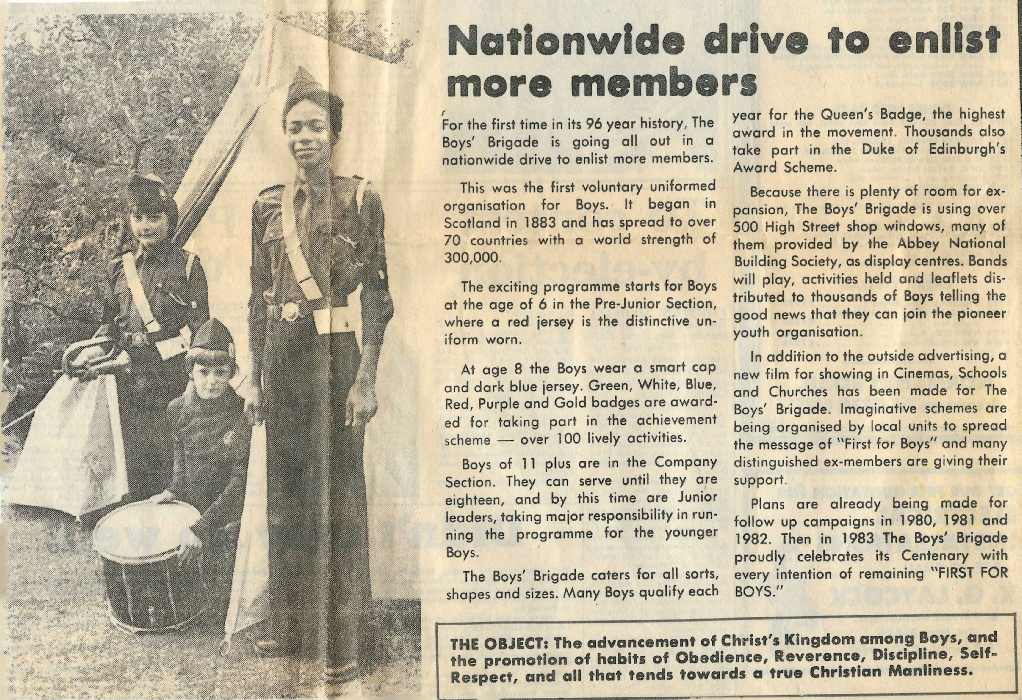 Nationwide drive to enlist
more members
For the first time in its 96 year history, The
Boys' Brigade is going all out in a
nationwide drive to enlist more members.
This was the first voluntary uniformed
organisation for Boys. It began in
Scotland in 1883 and has spread to over
70 countries with a world strength of
300,000.
The exciting programme starts for Boys
at the age of 6 in the Pre-Junior Section,
where a red jersey is the distinctive un-
iform worn.
At age 8 the Boys wear a smart cap
and dark blue jersey. Green, White, Blue,
Red, Purple and Gold badges are award-
ed for taking part in the achievement
scheme — over 100 lively activities.
Boys of 11 plus are in the Company
Section. They can serve until they are
eighteen, and by this time are Junior
leaders, taking major responsibility in run-
ning the programme for the younger
Boys.
The Boys' Brigade caters for all sorts,
shapes and sizes. Many Boys qualify each
year for the Queen's Badge, the highest
award in the movement. Thousands also
take part in the Duke of Edinburgh's
Award Scheme.
Because there is plenty of room for ex-
pansion, The Boys' Brigade is using over
500 High Street shop windows, many of
them provided by the Abbey National
Building Society, as display centres. Bands
will play, activities held and leaflets dis-
tributed to thousands of Boys telling the
good news that they can join the pioneer
youth organisation.
In addition to the outside advertising, a
new film for showing in Cinemas, Schools
and Churches has been made for The
Boys' Brigade. Imaginative schemes are
being organised by local units to spread
the message of "First for Boys" and many
distinguished ex-members are giving their
support.
Plans are already being made for
follow up campaigns in 1980, 1981 and
1982. Then in 1983 The Boys' Brigade
proudly celebrates its Centenary with
every intention of remaining "FIRST FOR
BOYS."
THE OBJECT: The advancement of Christ's Kingdom among Boys, and
the promotion of habits of Obedience, Reverence, Discipline, Self-
Respect, and all that tends towards a true Christian Manliness.